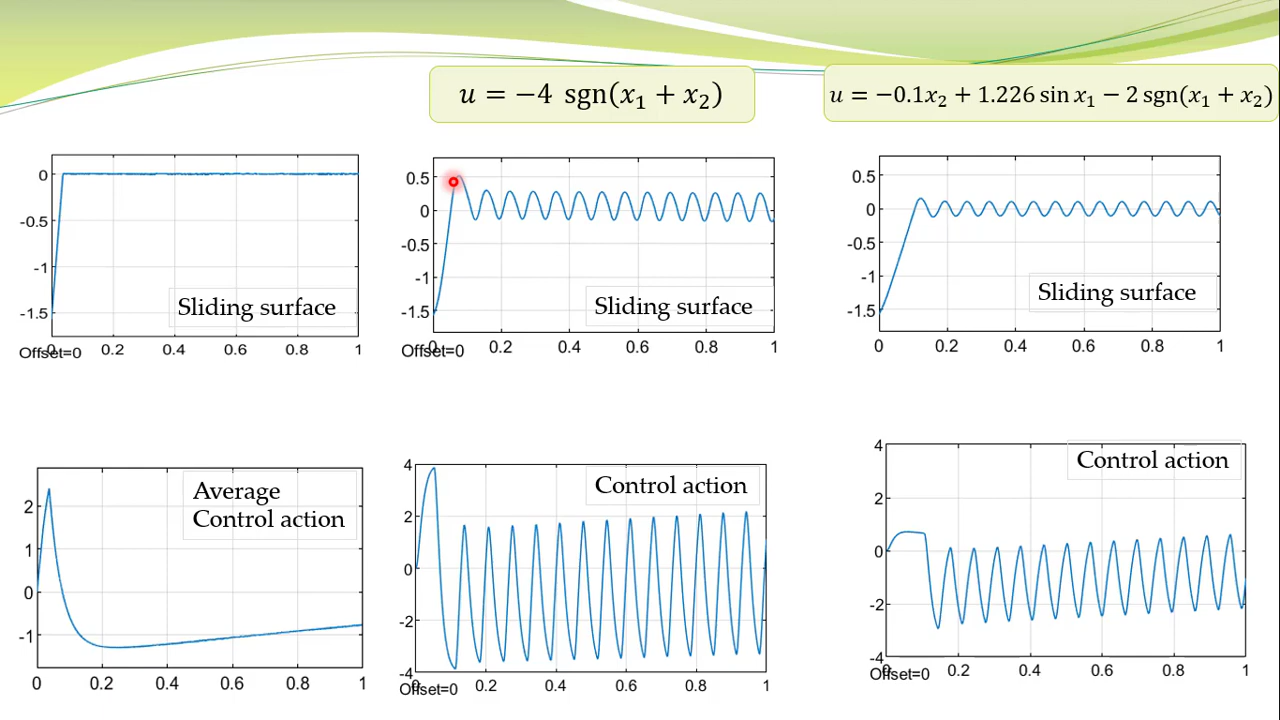 u = −4 sgn(x₁ + x₂)
u = −0.1x₂ + 1.226 sin x₁ − 2 sgn(x₁ + x₂)
0
-0.5
-1
-1.5
Sliding surface
0 0.2 0.4 0.6 0.8 1
Offset=0
0.5
0
-0.5
-1
-1.5
Sliding surface
0 0.2 0.4 0.6 0.8 1
Offset=0
0.5
0
-0.5
-1
-1.5
Sliding surface
0 0.2 0.4 0.6 0.8 1
2
1
0
-1
Average
Control action
0 0.2 0.4 0.6 0.8 1
4
2
0
-2
-4
Control action
0 0.2 0.4 0.6 0.8 1
Offset=0
4
2
0
-2
-4
Control action
0 0.2 0.4 0.6 0.8 1
Offset=0